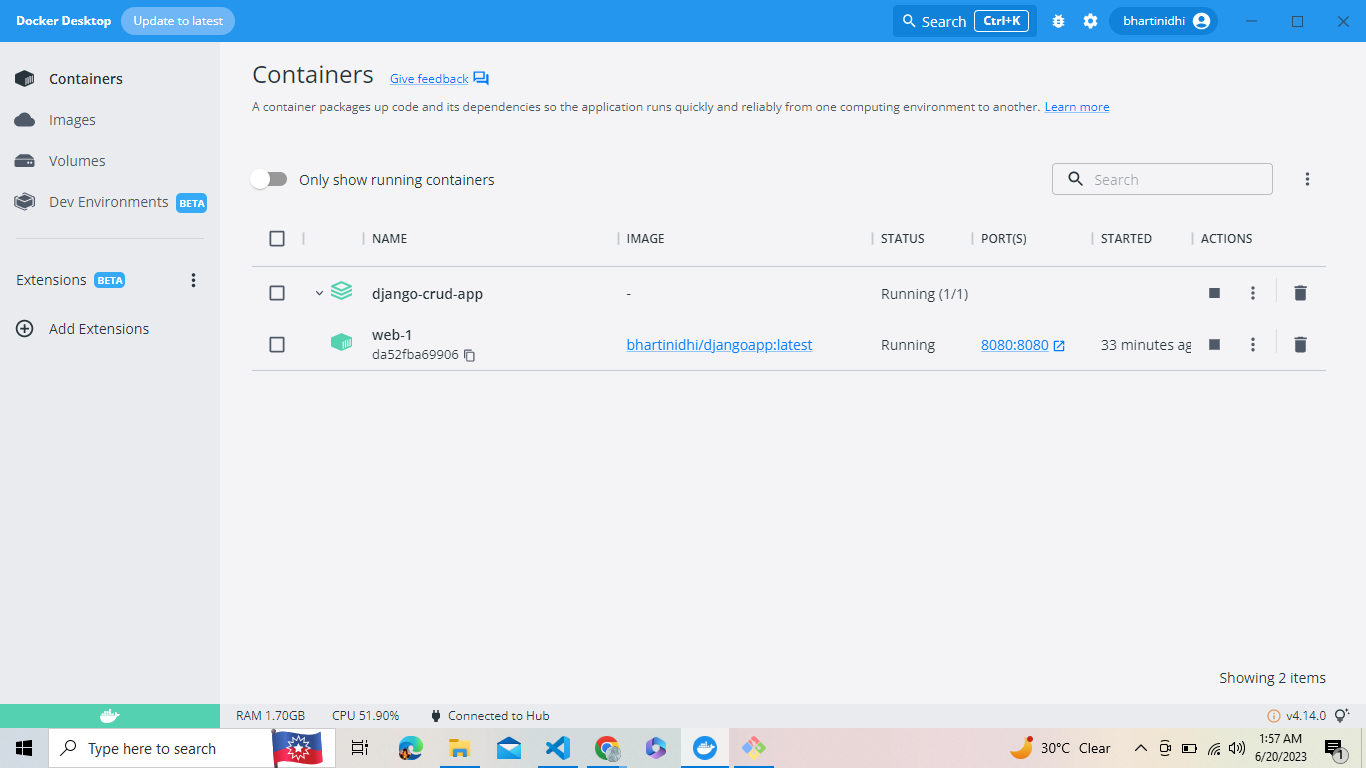 Docker Desktop Update to latest Search Ctrl+K bhartinidhi
Containers
Images
Volumes
Dev Environments BETA
Extensions BETA
Add Extensions
Containers Give feedback
A container packages up code and its dependencies so the application runs quickly and reliably from one computing environment to another. Learn more
Only show running containers Search
NAME IMAGE STATUS PORT(S) STARTED ACTIONS
django-crud-app - Running (1/1)
web-1
da52fba69906 bhartinidhi/djangoapp:latest Running 8080:8080 33 minutes ag
Showing 2 items
RAM 1.70GB CPU 51.90% Connected to Hub v4.14.0
Type here to search 30°C Clear 1:57 AM
6/20/2023 1